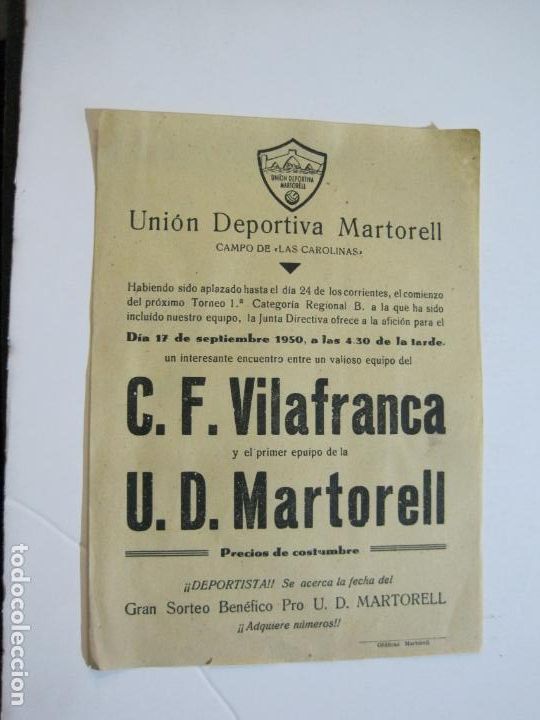 UNIÓN DEPORTIVA
MARTORELL
Unión Deportiva Martorell
CAMPO DE «LAS CAROLINAS»
Habiendo sido aplazado hasta el día 24 de los corrientes, el comienzo
del próximo Torneo 1.ª Categoría Regional B. a la que ha sido
incluído nuestro equipo, la Junta Directiva ofrece a la afición para el
Día 17 de septiembre 1950, a las 4.30 de la tarde.
un interesante encuentro entre un valioso equipo del
C. F. Vilafranca
y el primer epuipo de la
U. D. Martorell
Precios de costumbre
¡¡DEPORTISTA!! Se acerca la fecha del
Gran Sorteo Benéfico Pro U. D. MARTORELL
¡¡Adquiere números!!
Gráficas Martorell
todocoleccion